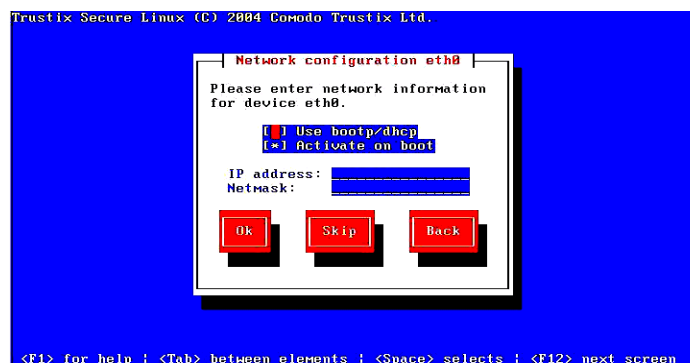 Trustix Secure Linux (C) 2004 Comodo Trustix Ltd.
Network configuration eth0
Please enter network information
for device eth0.
[ ] Use bootp/dhcp
[*] Activate on boot
IP address:
Netmask:
Ok Skip Back
<F1> for help ¦ <Tab> between elements ¦ <Space> selects ¦ <F12> next screen